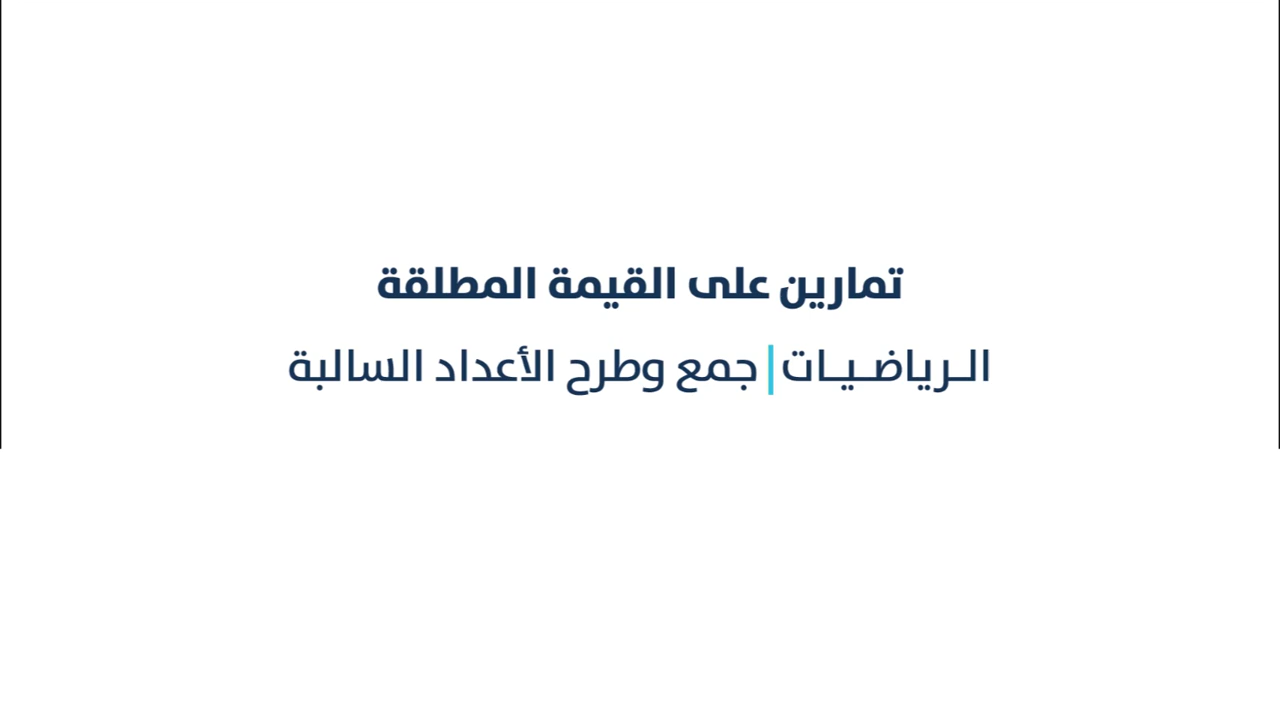 تمارين على القيمة المطلقة
الـرياضـيـات | جمع وطرح الأعداد السالبة